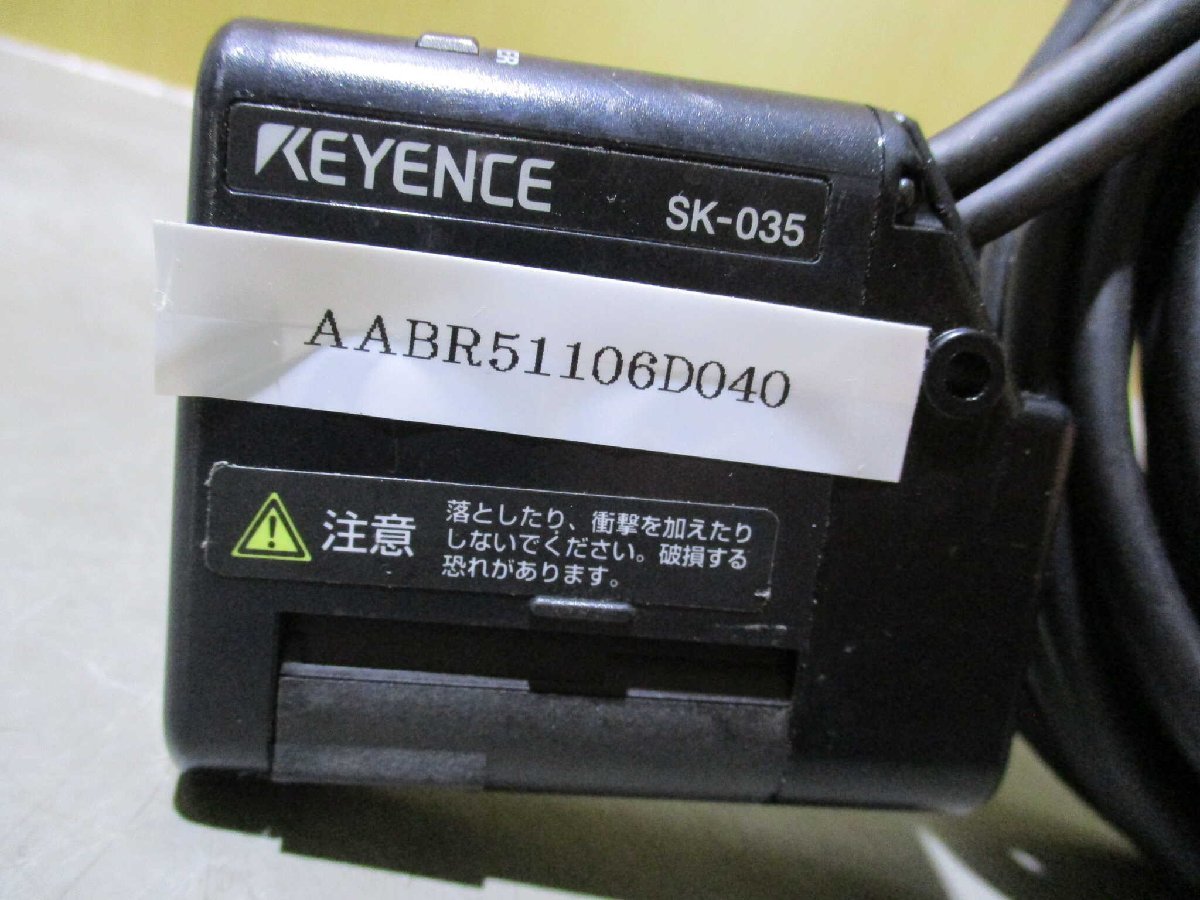 KEYENCE SK-035
AABR51106D040
注意
落としたり、衝撃を加えたり
しないでください。破損する
恐れがあります。